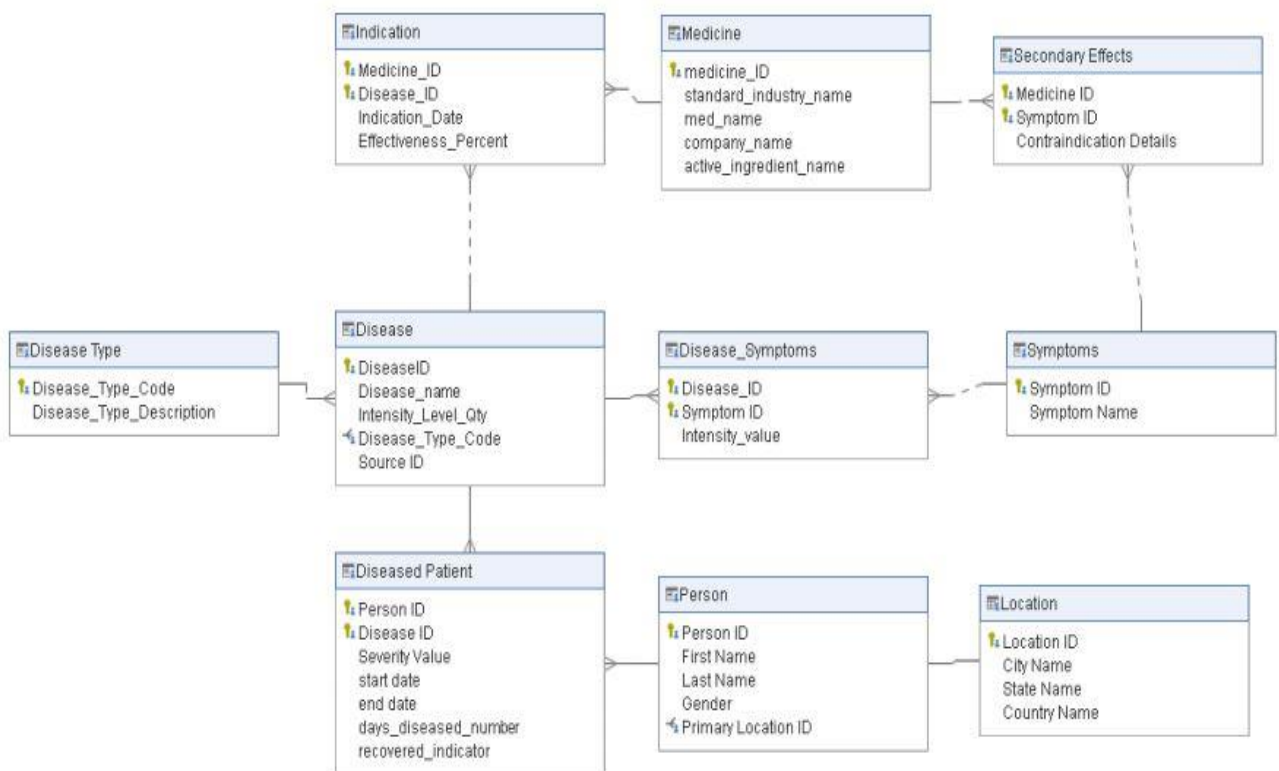 Indication
Medicine_ID
Disease_ID
Indication_Date
Effectiveness_Percent
Medicine
medicine_ID
standard_industry_name
med_name
company_name
active_ingredient_name
Secondary Effects
Medicine ID
Symptom ID
Contraindication Details
Disease Type
Disease_Type_Code
Disease_Type_Description
Disease
DiseaseID
Disease_name
Intensity_Level_Qty
Disease_Type_Code
Source ID
Disease_Symptoms
Disease_ID
Symptom ID
Intensity_value
Symptoms
Symptom ID
Symptom Name
Diseased Patient
Person ID
Disease ID
Severity Value
start date
end date
days_diseased_number
recovered_indicator
Person
Person ID
First Name
Last Name
Gender
Primary Location ID
Location
Location ID
City Name
State Name
Country Name